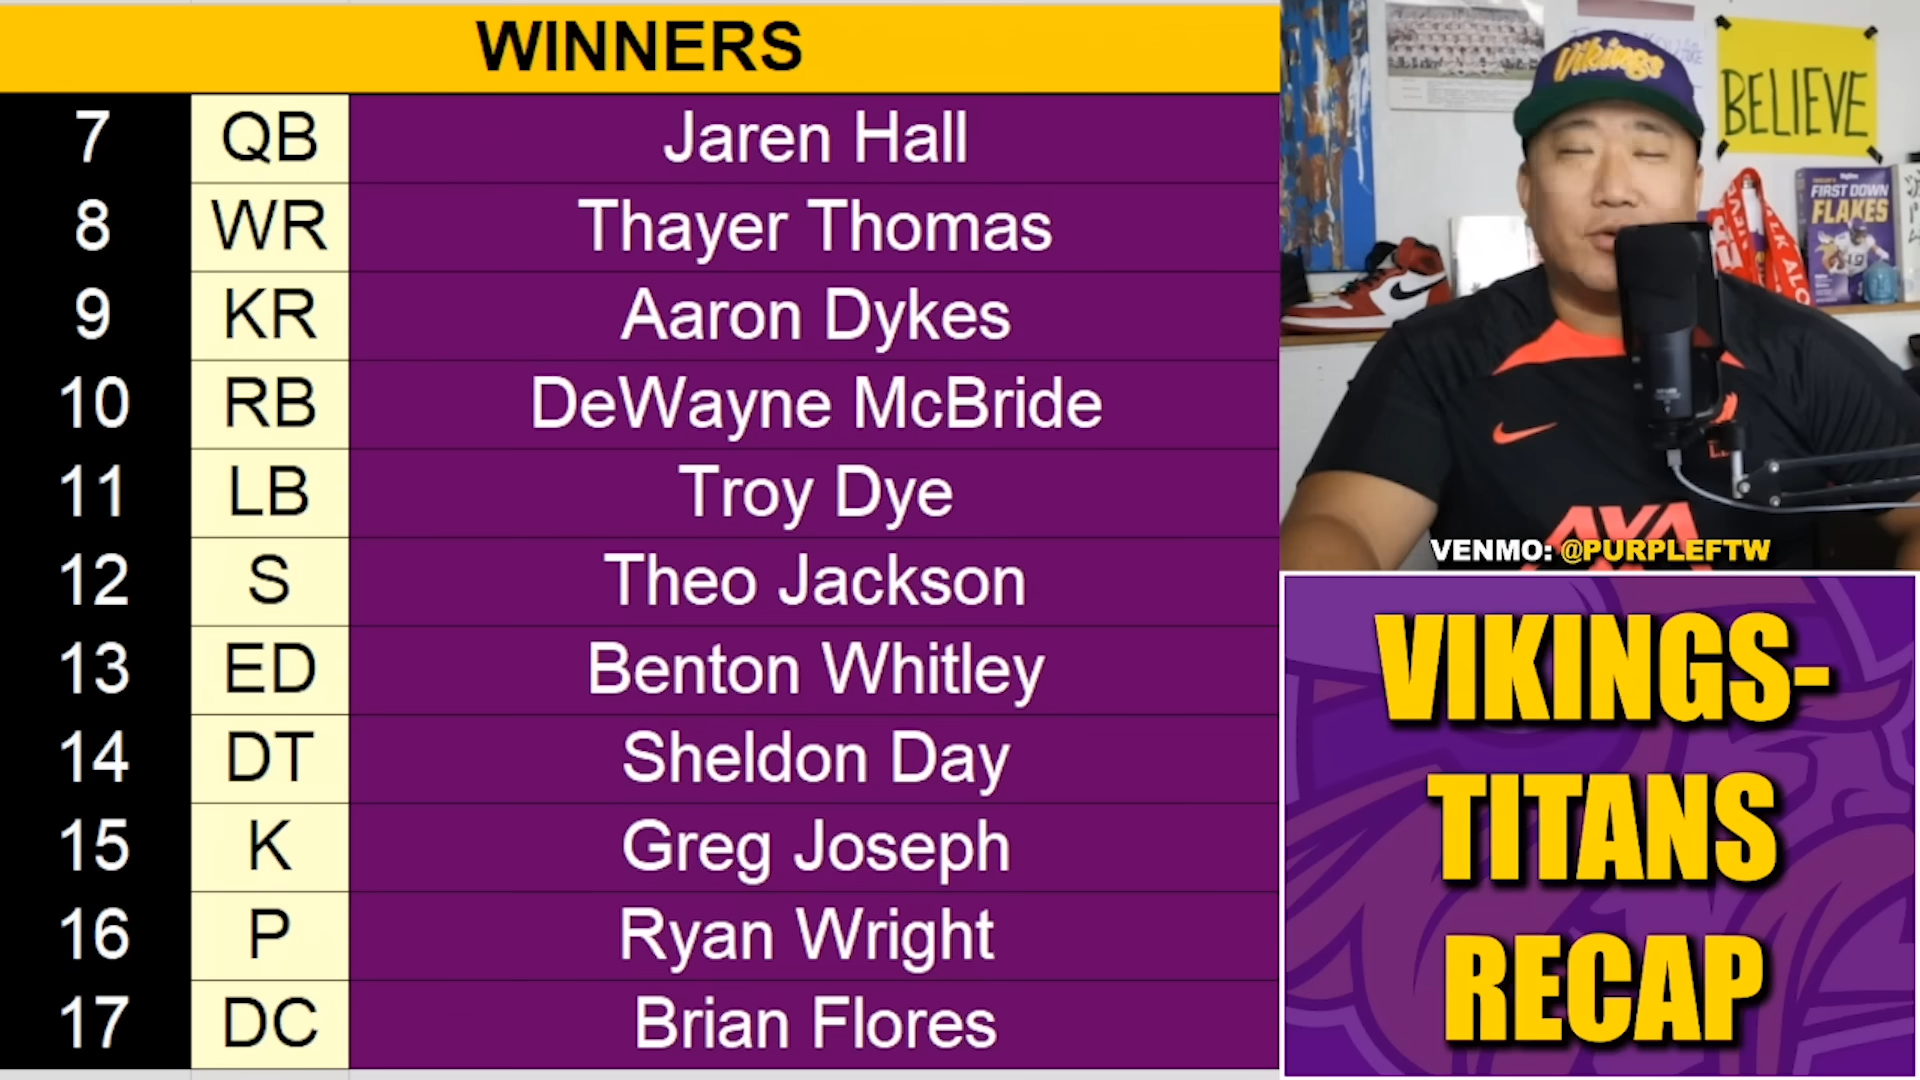 WINNERS
7 QB Jaren Hall
8 WR Thayer Thomas
9 KR Aaron Dykes
10 RB DeWayne McBride
11 LB Troy Dye
12 S Theo Jackson
13 ED Benton Whitley
14 DT Sheldon Day
15 K Greg Joseph
16 P Ryan Wright
17 DC Brian Flores
Vikings
BELIEVE
FIRST DOWN
FLAKES
AVA
VENMO: @PURPLEFTW
VIKINGS-
TITANS
RECAP